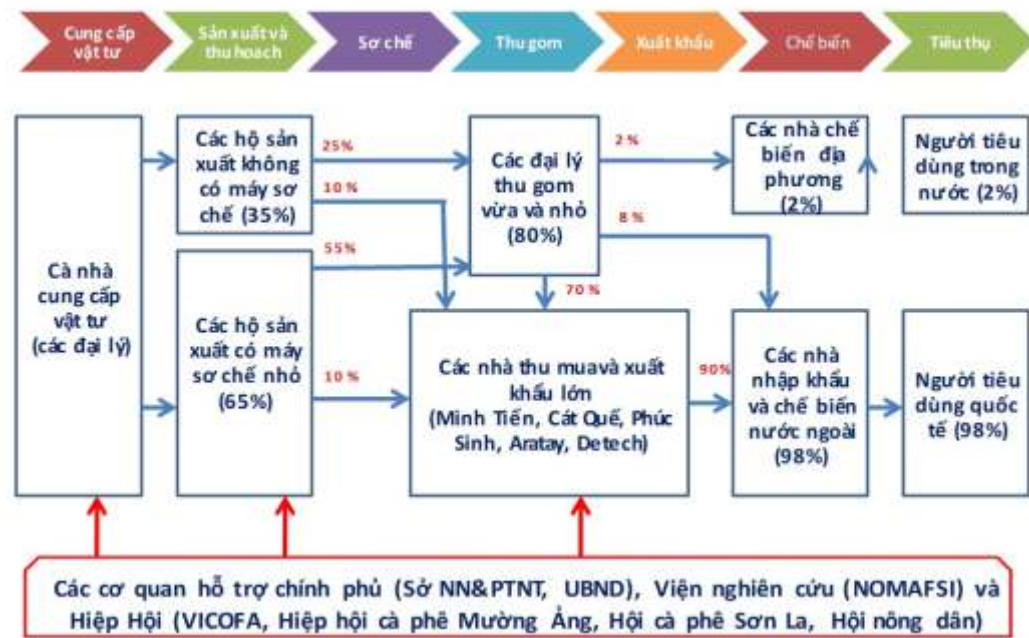 Cung cấp
vật tư
Sản xuất và
thu hoạch
Sơ chế
Thu gom
Xuất khẩu
Chế biến
Tiêu thụ
Cà nhà
cung cấp
vật tư
(các đại lý)
Các hộ sản
xuất không
có máy sơ
chế (35%)
25%
10%
Các đại lý
thu gom
vừa và nhỏ
(80%)
2%
8%
Các nhà chế
biến địa
phương
(2%)
Người tiêu
dùng trong
nước (2%)
55%
70%
Các hộ sản
xuất có máy
sơ chế nhỏ
(65%)
10%
Các nhà thu muavà xuất
khẩu lớn
(Minh Tiến, Cát Quế, Phúc
Sinh, Aratay, Detech)
90%
Các nhà
nhập khẩu
và chế biến
nước ngoài
(98%)
Người tiêu
dùng quốc
tế (98%)
Các cơ quan hỗ trợ chính phủ (Sở NN&PTNT, UBND), Viện nghiên cứu (NOMAFSI) và
Hiệp Hội (VICOFA, Hiệp hội cà phê Mường Ảng, Hội cà phê Sơn La, Hội nông dân)